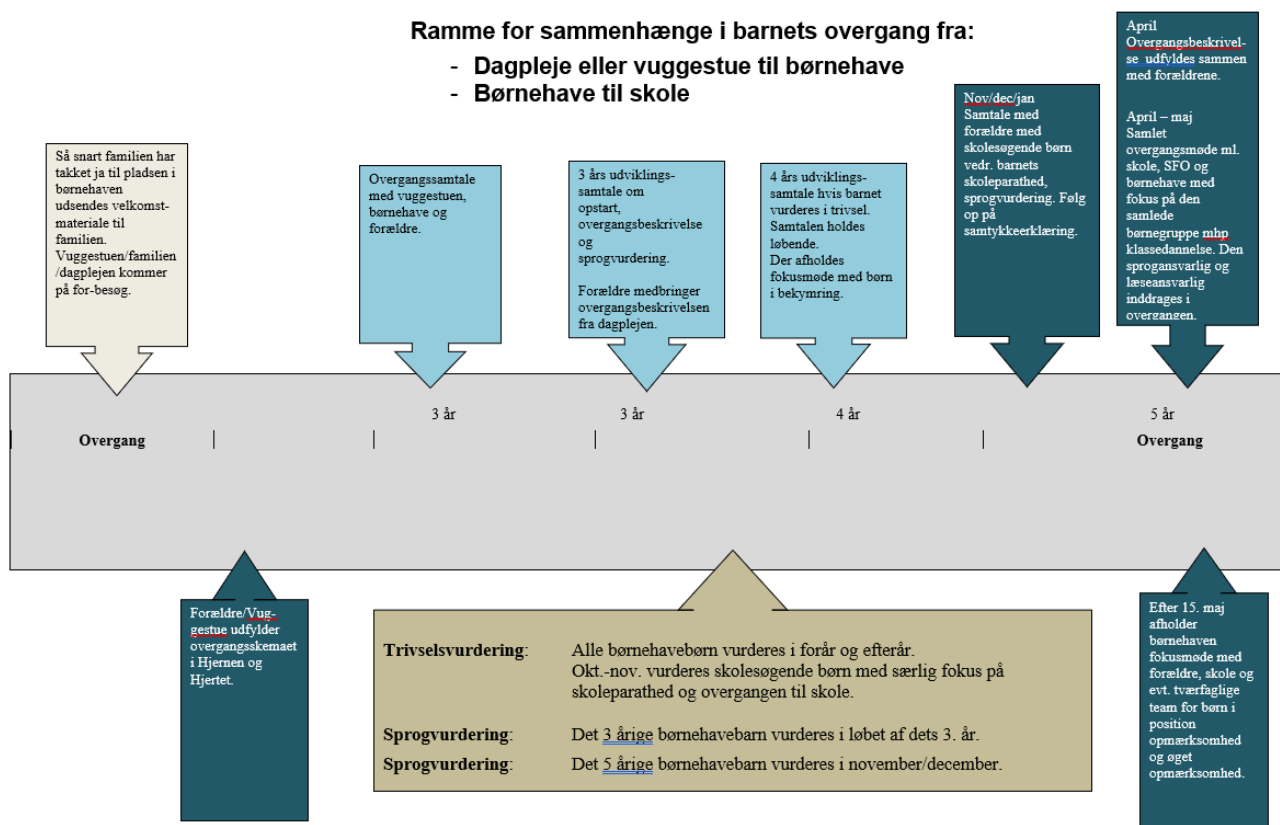 Ramme for sammenhænge i barnets overgang fra:
- Dagpleje eller vuggestue til børnehave
- Børnehave til skole
Så snart familien har
takket ja til pladsen i
børnehaven
udsendes velkomst-
materiale til
familien.
Vuggestuen/familien
/dagplejen kommer
på for-besøg.
Overgangssamtale
med vuggestuen,
børnehave og
forældre.
3 års udviklings-
samtale om
opstart,
overgangsbeskrivelse
og
sprogvurdering.
Forældre medbringer
overgangsbeskrivelsen
fra dagplejen.
4 års udviklings-
samtale hvis barnet
vurderes i trivsel.
Samtalen holdes
løbende.
Der afholdes
fokusmøde med børn
i bekymring.
Nov/dec/jan
Samtale med
forældre med
skolesøgende børn
vedr. barnets
skoleparathed,
sprogvurdering. Følg
op på
samtykkeerklæring.
April
Overgangsbeskrivel-
se udfyldes sammen
med forældrene.
April – maj
Samlet
overgangsmøde ml.
skole, SFO og
børnehave med
fokus på den
samlede
børnegruppe mhp
klassedannelse. Den
sprogansvarlig og
læseansvarlig
inddrages i
overgangen.
3 år
3 år
4 år
5 år
Overgang
Overgang
Forældre/Vug-
gestue udfylder
overgangsskemaet
i Hjernen og
Hjertet.
Trivselsvurdering: Alle børnehavebørn vurderes i forår og efterår.
Okt.-nov. vurderes skolesøgende børn med særlig fokus på
skoleparathed og overgangen til skole.
Sprogvurdering: Det 3 årige børnehavebarn vurderes i løbet af dets 3. år.
Sprogvurdering: Det 5 årige børnehavebarn vurderes i november/december.
Efter 15. maj
afholder
børnehaven
fokusmøde med
forældre, skole og
evt. tværfaglige
team for børn i
position
opmærksomhed
og øget
opmærksomhed.